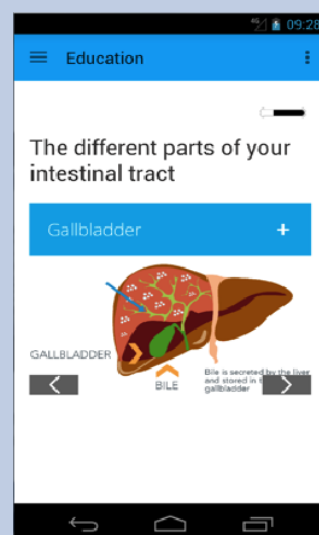 4G 09:28
Education
The different parts of your
intestinal tract
Gallbladder +
GALLBLADDER
BILE
Bile is secreted by the liver
and stored in t
gallbladder